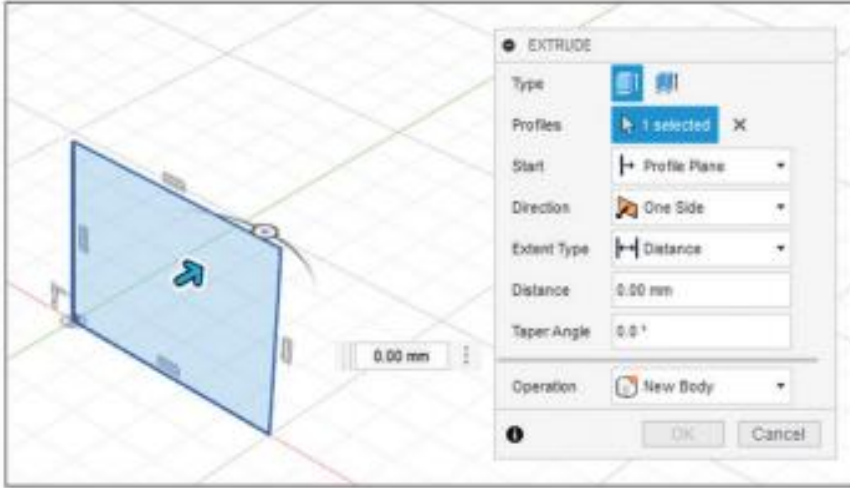 EXTRUDE
Type
Profiles 1 selected
Start Profile Plane
Direction One Side
Extent Type Distance
Distance 0.00 mm
Taper Angle 0.0 °
Operation New Body
OK Cancel
0.00 mm